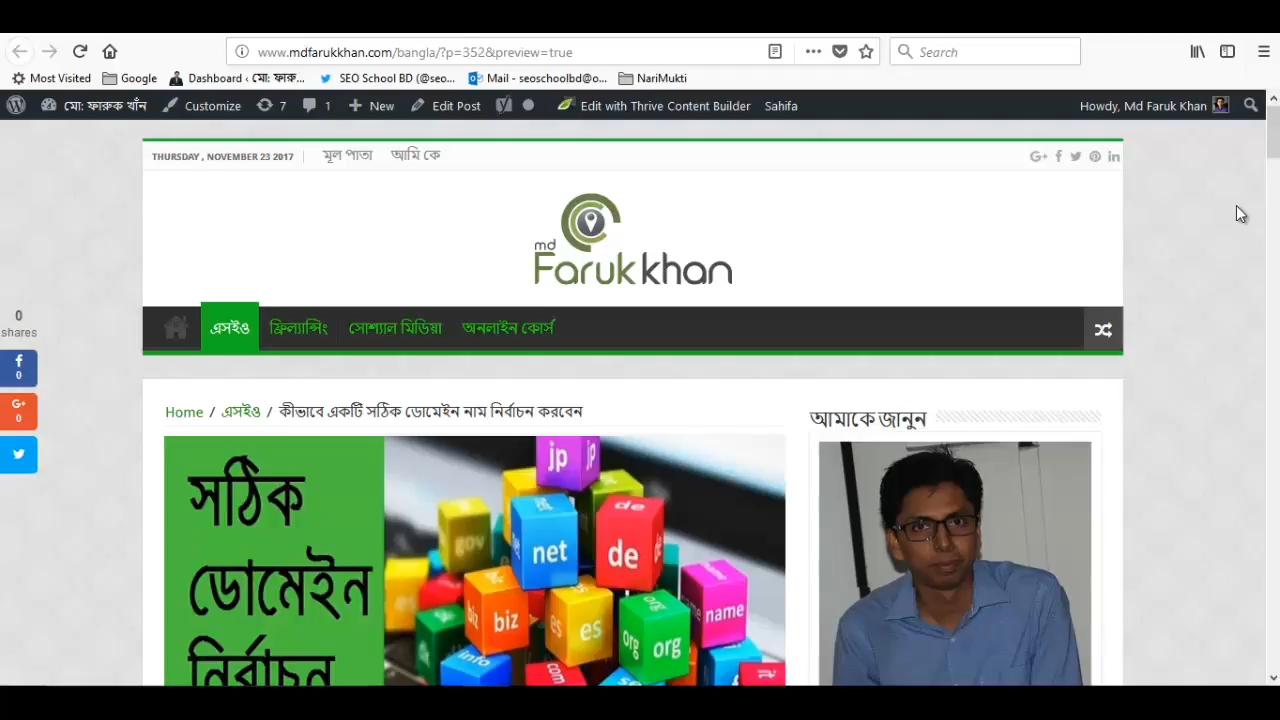 www.mdfarukkhan.com/bangla/?p=352&preview=true
Search
Most Visited
Google
Dashboard ‹ মো: ফারু...
SEO School BD (@seo...
Mail - seoschoolbd@o...
NariMukti
মো: ফারুক খাঁন
Customize
7
1
New
Edit Post
Edit with Thrive Content Builder
Sahifa
Howdy, Md Faruk Khan
THURSDAY , NOVEMBER 23 2017
মূল পাতা
আমি কে
md
Faruk khan
এসইও
ফ্রিল্যান্সিং
সোশ্যাল মিডিয়া
অনলাইন কোর্স
0
shares
0
0
Home / এসইও / কীভাবে একটি সঠিক ডোমেইন নাম নির্বাচন করবেন
আমাকে জানুন
সঠিক
ডোমেইন
নির্বাচন
jp
gov
net
de
biz
es
org org
name
info
com